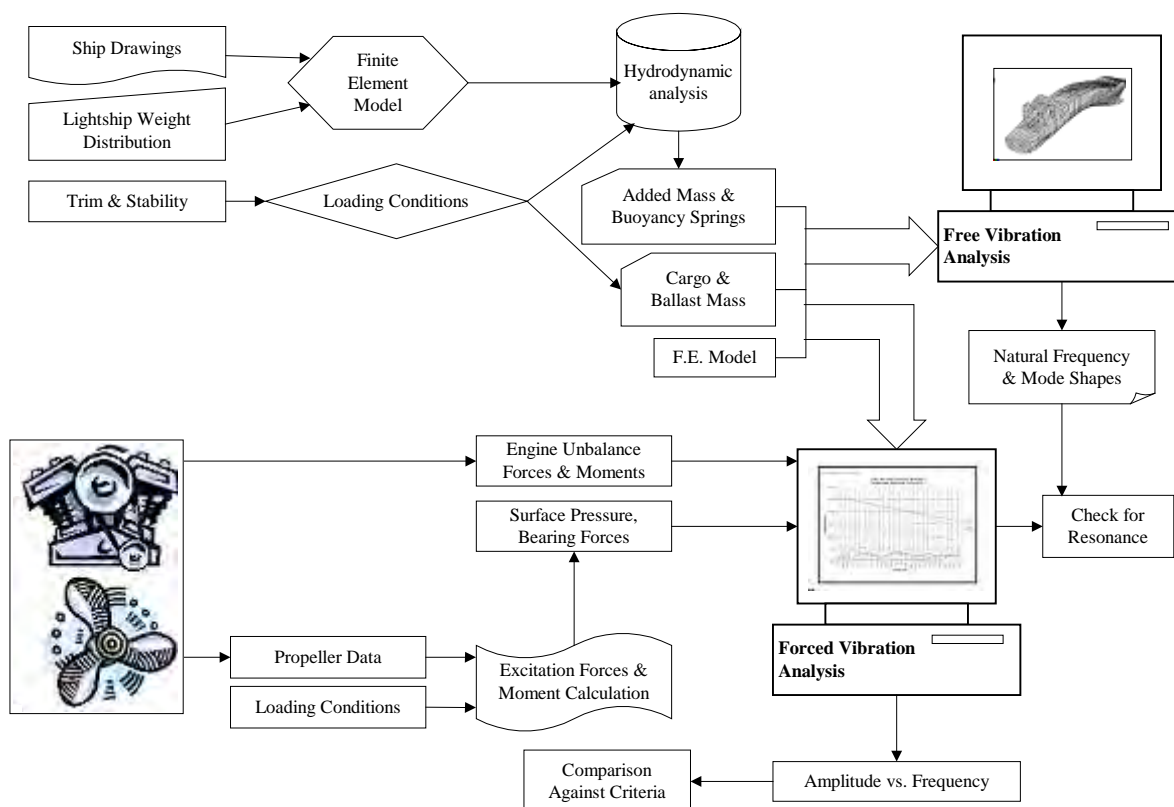 Ship Drawings
Lightship Weight
Distribution
Trim & Stability
Finite
Element
Model
Loading Conditions
Hydrodynamic
analysis
Added Mass &
Buoyancy Springs
Cargo &
Ballast Mass
F.E. Model
Free Vibration
Analysis
Natural Frequency
& Mode Shapes
Engine Unbalance
Forces & Moments
Surface Pressure,
Bearing Forces
Check for
Resonance
Propeller Data
Loading Conditions
Excitation Forces &
Moment Calculation
Forced Vibration
Analysis
Comparison
Against Criteria
Amplitude vs. Frequency